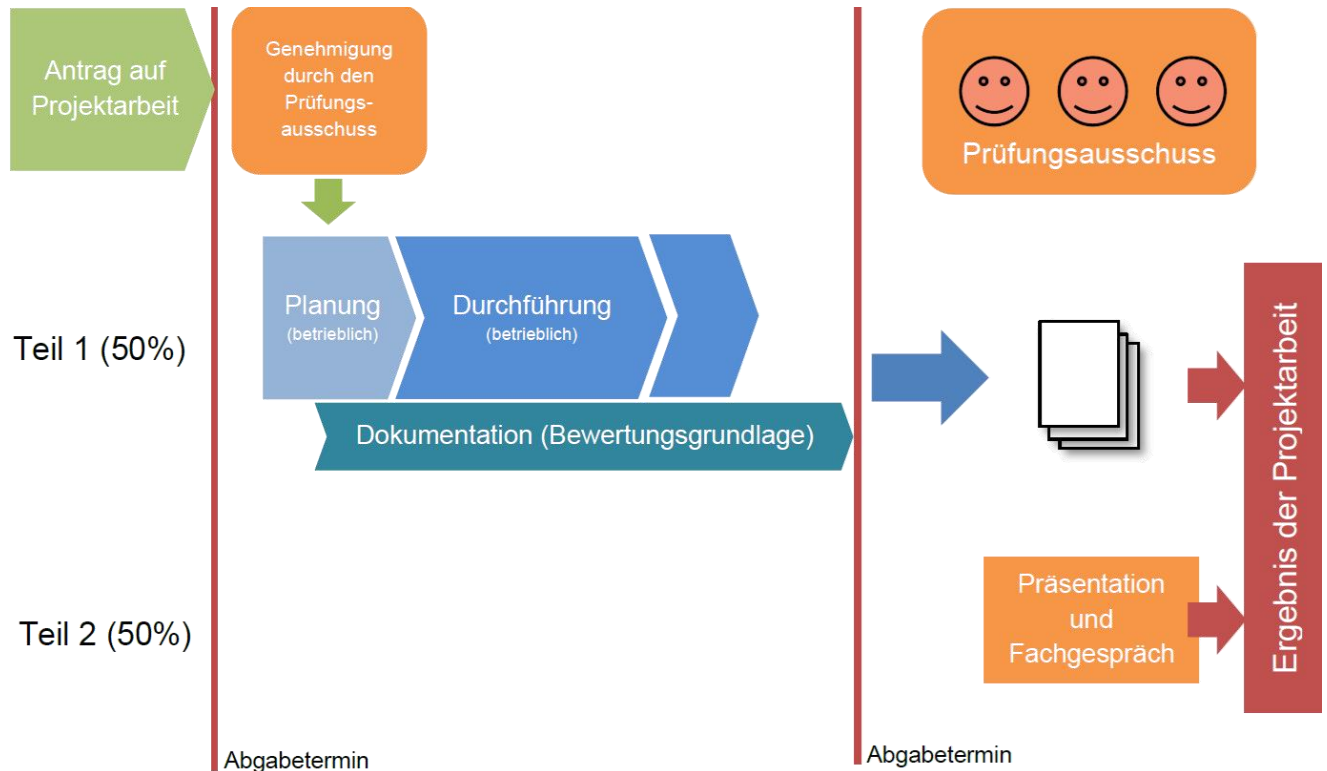 Antrag auf
Projektarbeit
Genehmigung
durch den
Prüfungs-
ausschuss
Prüfungsausschuss
Teil 1 (50%)
Planung
(betrieblich)
Durchführung
(betrieblich)
Dokumentation (Bewertungsgrundlage)
Ergebnis der Projektarbeit
Teil 2 (50%)
Präsentation
und
Fachgespräch
Abgabetermin
Abgabetermin